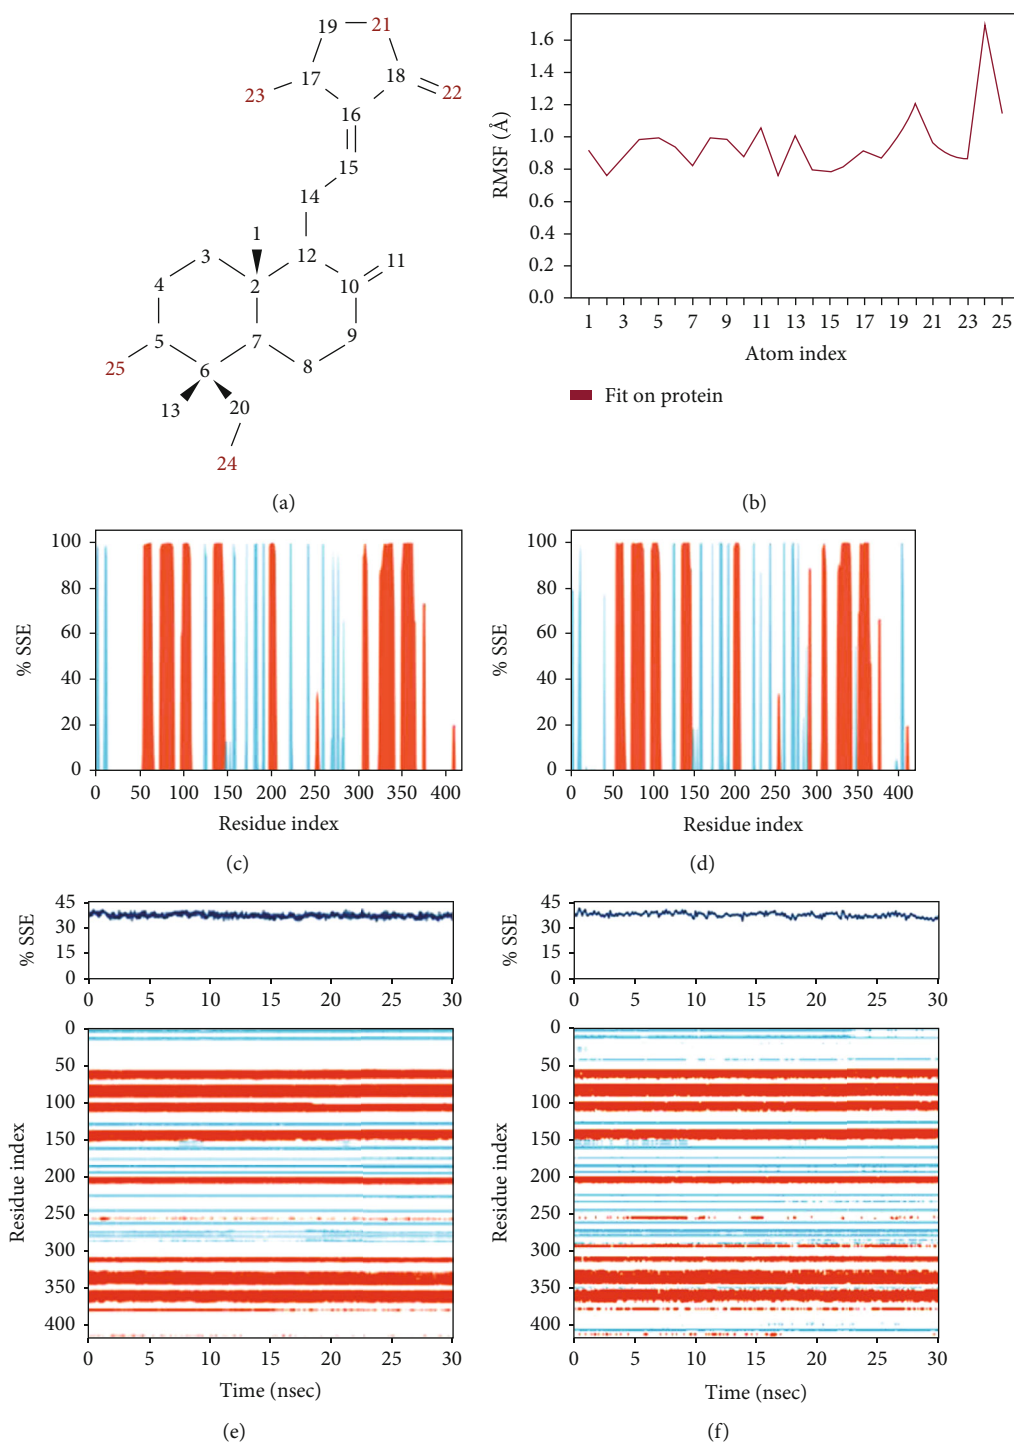 19 21
17 18
23 22
16
15
14
1
3 12 11
4 2 10
5 7 9
25 6 8
13 20
24
(a)
RMSF (Å)
1.6
1.4
1.2
1.0
0.8
0.6
0.4
0.2
0.0
1 3 5 7 9 11 13 15 17 19 21 23 25
Atom index
Fit on protein
(b)
% SSE
100
80
60
40
20
0
0 50 100 150 200 250 300 350 400
Residue index
(c)
% SSE
100
80
60
40
20
0
0 50 100 150 200 250 300 350 400
Residue index
(d)
% SSE
45
30
15
0
0 5 10 15 20 25 30
Residue index
0
50
100
150
200
250
300
350
400
0 5 10 15 20 25 30
Time (nsec)
(e)
% SSE
45
30
15
0
0 5 10 15 20 25 30
Residue index
0
50
100
150
200
250
300
350
400
0 5 10 15 20 25 30
Time (nsec)
(f)